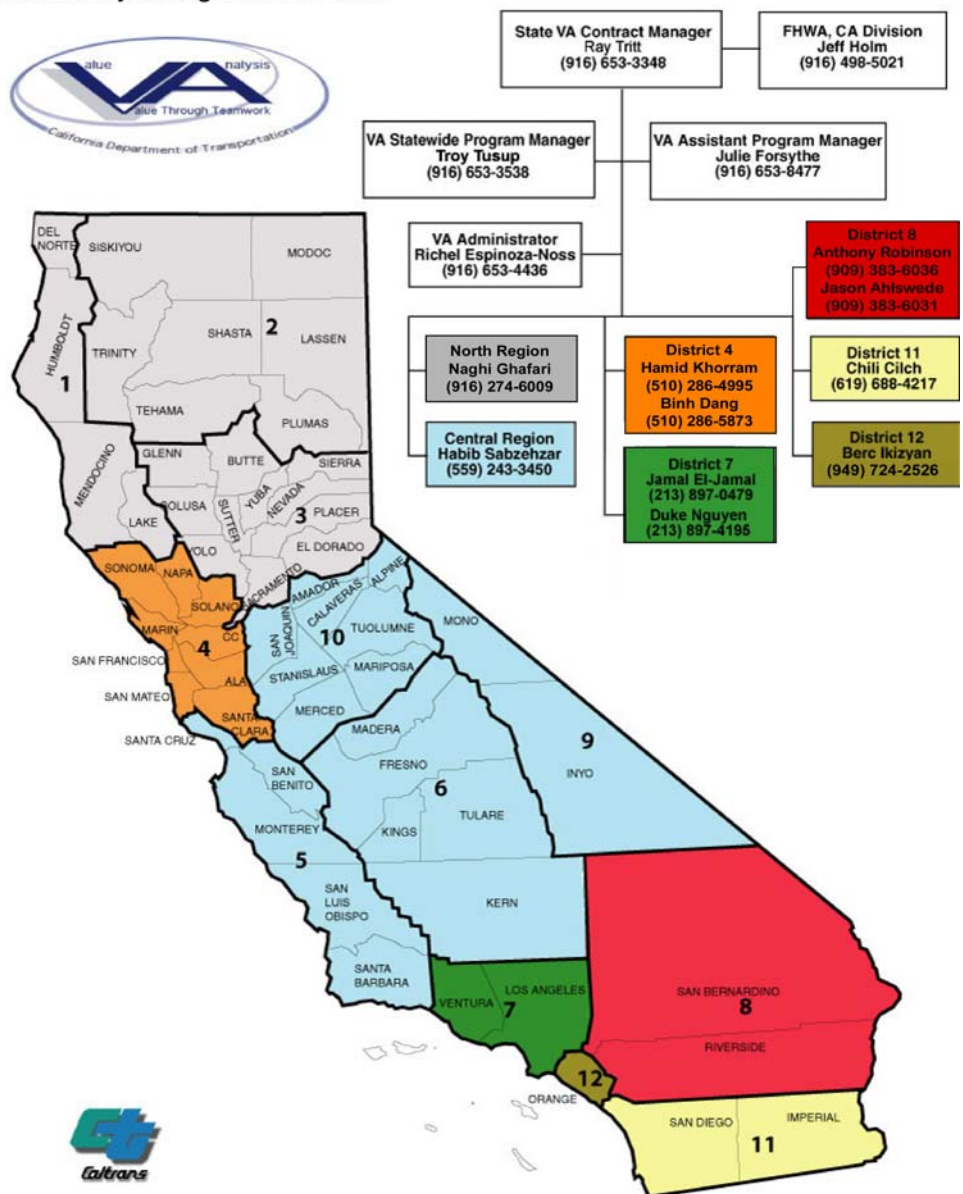 State VA Contract Manager
Ray Tritt
(916) 653-3348
FHWA, CA Division
Jeff Holm
(916) 498-5021
alue nalysis
VA
alue Through Teamwork
California Department of Transportation
VA Statewide Program Manager
Troy Tusup
(916) 653-3538
VA Assistant Program Manager
Julie Forsythe
(916) 653-8477
VA Administrator
Richel Espinoza-Noss
(916) 653-4436
District 8
Anthony Robinson
(909) 383-6036
Jason Ahlswede
(909) 383-6031
North Region
Naghi Ghafari
(916) 274-6009
District 4
Hamid Khorram
(510) 286-4995
Binh Dang
(510) 286-5873
District 11
Chili Cilch
(619) 688-4217
Central Region
Habib Sabzehzar
(559) 243-3450
District 7
Jamal El-Jamal
(213) 897-0479
Duke Nguyen
(213) 897-4195
District 12
Berc Ikizyan
(949) 724-2526
DEL
NORTE
SISKIYOU
MODOC
HUMBOLDT
1
TRINITY
SHASTA
2
LASSEN
TEHAMA
PLUMAS
MENDOCINO
GLENN
BUTTE
SIERRA
LAKE
COLUSA
SUTTER
YUBA
NEVADA
3
PLACER
YOLO
EL DORADO
SACRAMENTO
SONOMA
NAPA
SOLANO
MARIN
4
CC
SAN FRANCISCO
ALA
SAN MATEO
SANTA
CLARA
SANTA CRUZ
AMADOR
ALPINE
CALAVERAS
SAN
JOAQUIN
10
TUOLUMNE
MONO
STANISLAUS
MARIPOSA
MERCED
MADERA
9
INYO
SAN
BENITO
FRESNO
6
TULARE
KINGS
MONTEREY
5
SAN
LUIS
OBISPO
KERN
SANTA
BARBARA
VENTURA
LOS ANGELES
7
SAN BERNARDINO
8
RIVERSIDE
12
ORANGE
SAN DIEGO
IMPERIAL
11
Ct
Caltrans